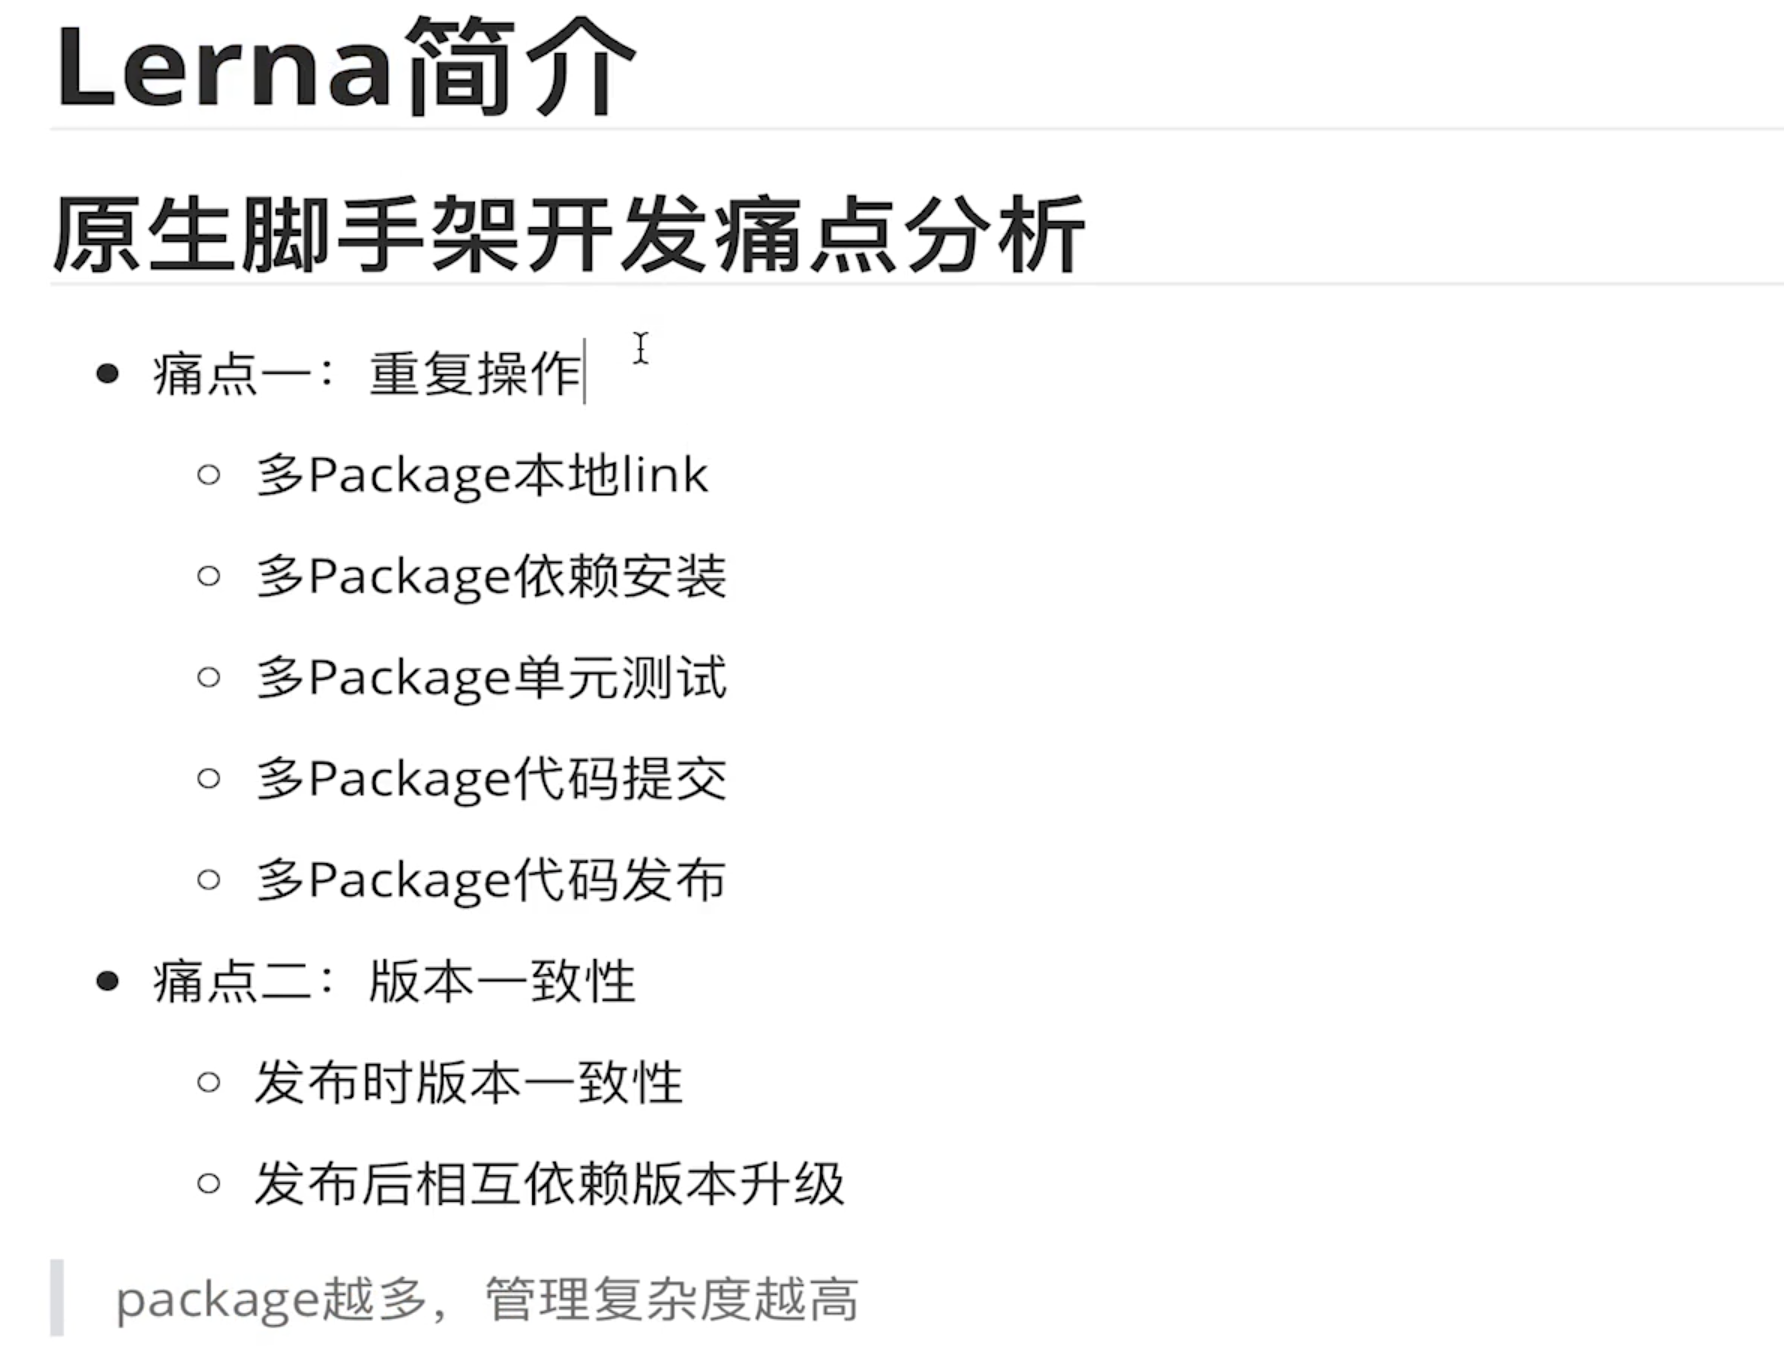 Lerna简介
原生脚手架开发痛点分析
痛点一：重复操作
多Package本地link
多Package依赖安装
多Package单元测试
多Package代码提交
多Package代码发布
痛点二：版本一致性
发布时版本一致性
发布后相互依赖版本升级
package越多，管理复杂度越高